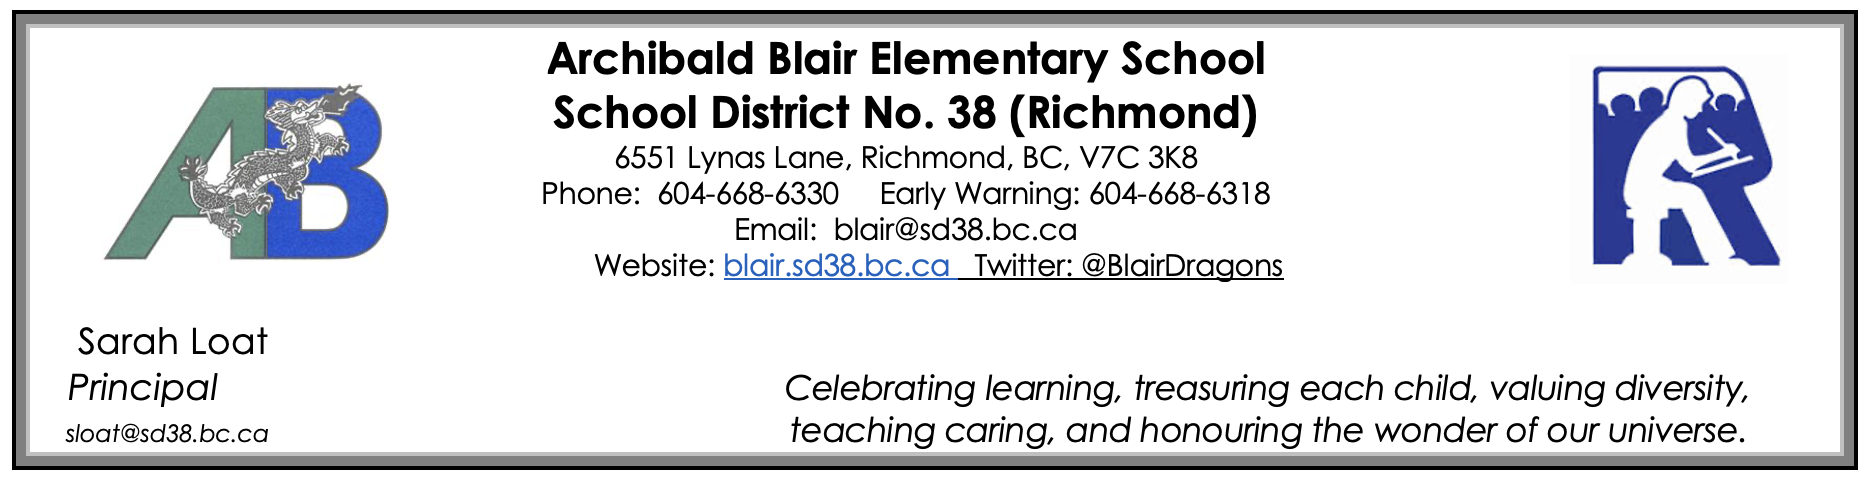 AB
Archibald Blair Elementary School
School District No. 38 (Richmond)
6551 Lynas Lane, Richmond, BC, V7C 3K8
Phone: 604-668-6330 Early Warning: 604-668-6318
Email: blair@sd38.bc.ca
Website: blair.sd38.bc.ca Twitter: @BlairDragons
R
Sarah Loat
Principal
sloat@sd38.bc.ca
Celebrating learning, treasuring each child, valuing diversity,
teaching caring, and honouring the wonder of our universe.